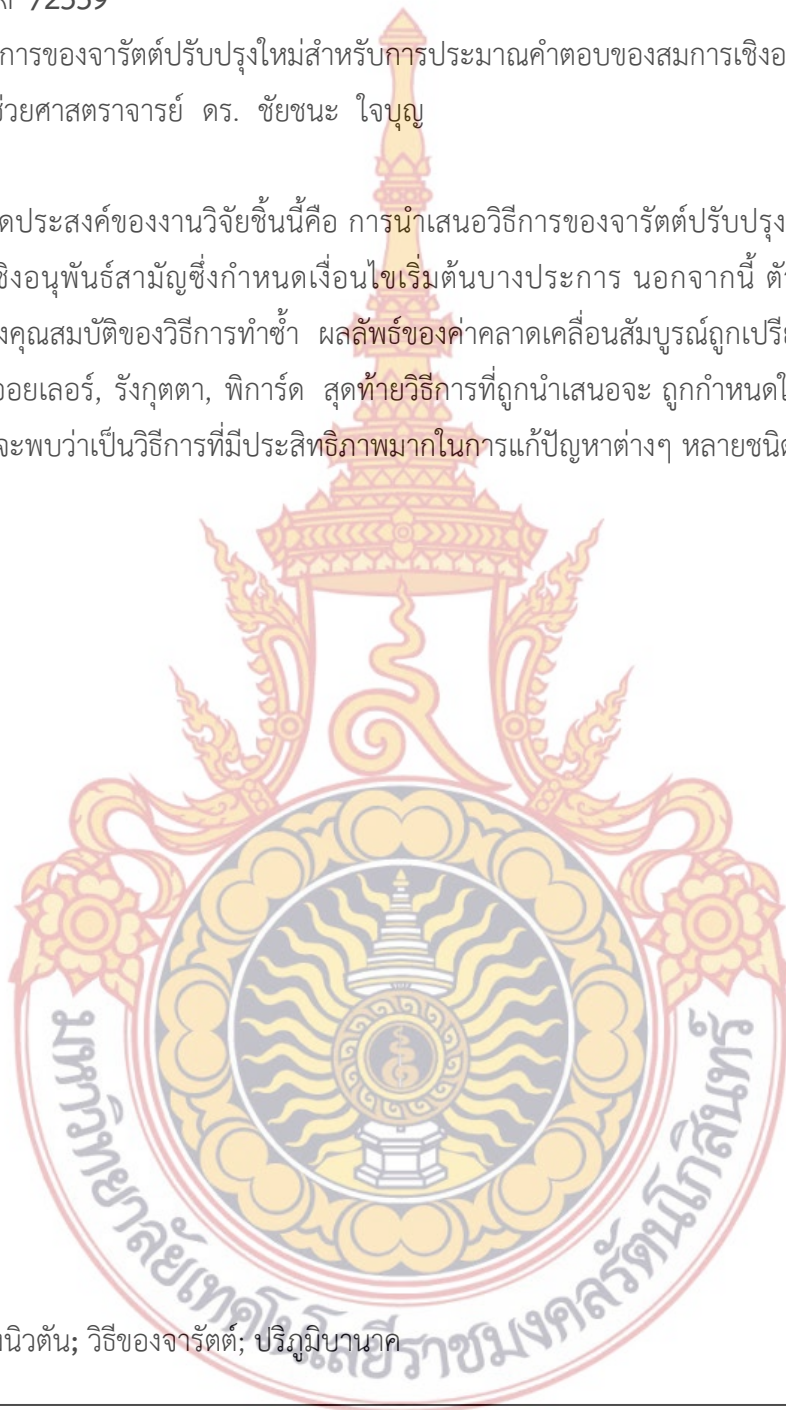 /2559
การของจารัตต์ปรับปรุงใหม่สำหรับการประมาณคำตอบของสมการเชิงอ
ช่วยศาสตราจารย์ ดร. ชัยชนะ ใจบุญ
ดประสงค์ของงานวิจัยชิ้นนี้คือ การนำเสนอวิธีการของจารัตต์ปรับปรุง
ชิงอนุพันธ์สามัญซึ่งกำหนดเงื่อนไขเริ่มต้นบางประการ นอกจากนี้ ตัว
งคุณสมบัติของวิธีการทำซ้ำ ผลลัพธ์ของค่าคลาดเคลื่อนสัมบูรณ์ถูกเปรีย
ออยเลอร์, รังกุตตา, พิการ์ด สุดท้ายวิธีการที่ถูกนำเสนอจะ ถูกกำหนดใ
จะพบว่าเป็นวิธีการที่มีประสิทธิภาพมากในการแก้ปัญหาต่างๆ หลายชนิด
มหาวิทยาลัยเทคโนโลยีราชมงคลรัตนโกสินทร์
นิวตัน; วิธีของจารัตต์; ปริภูมิบานาค